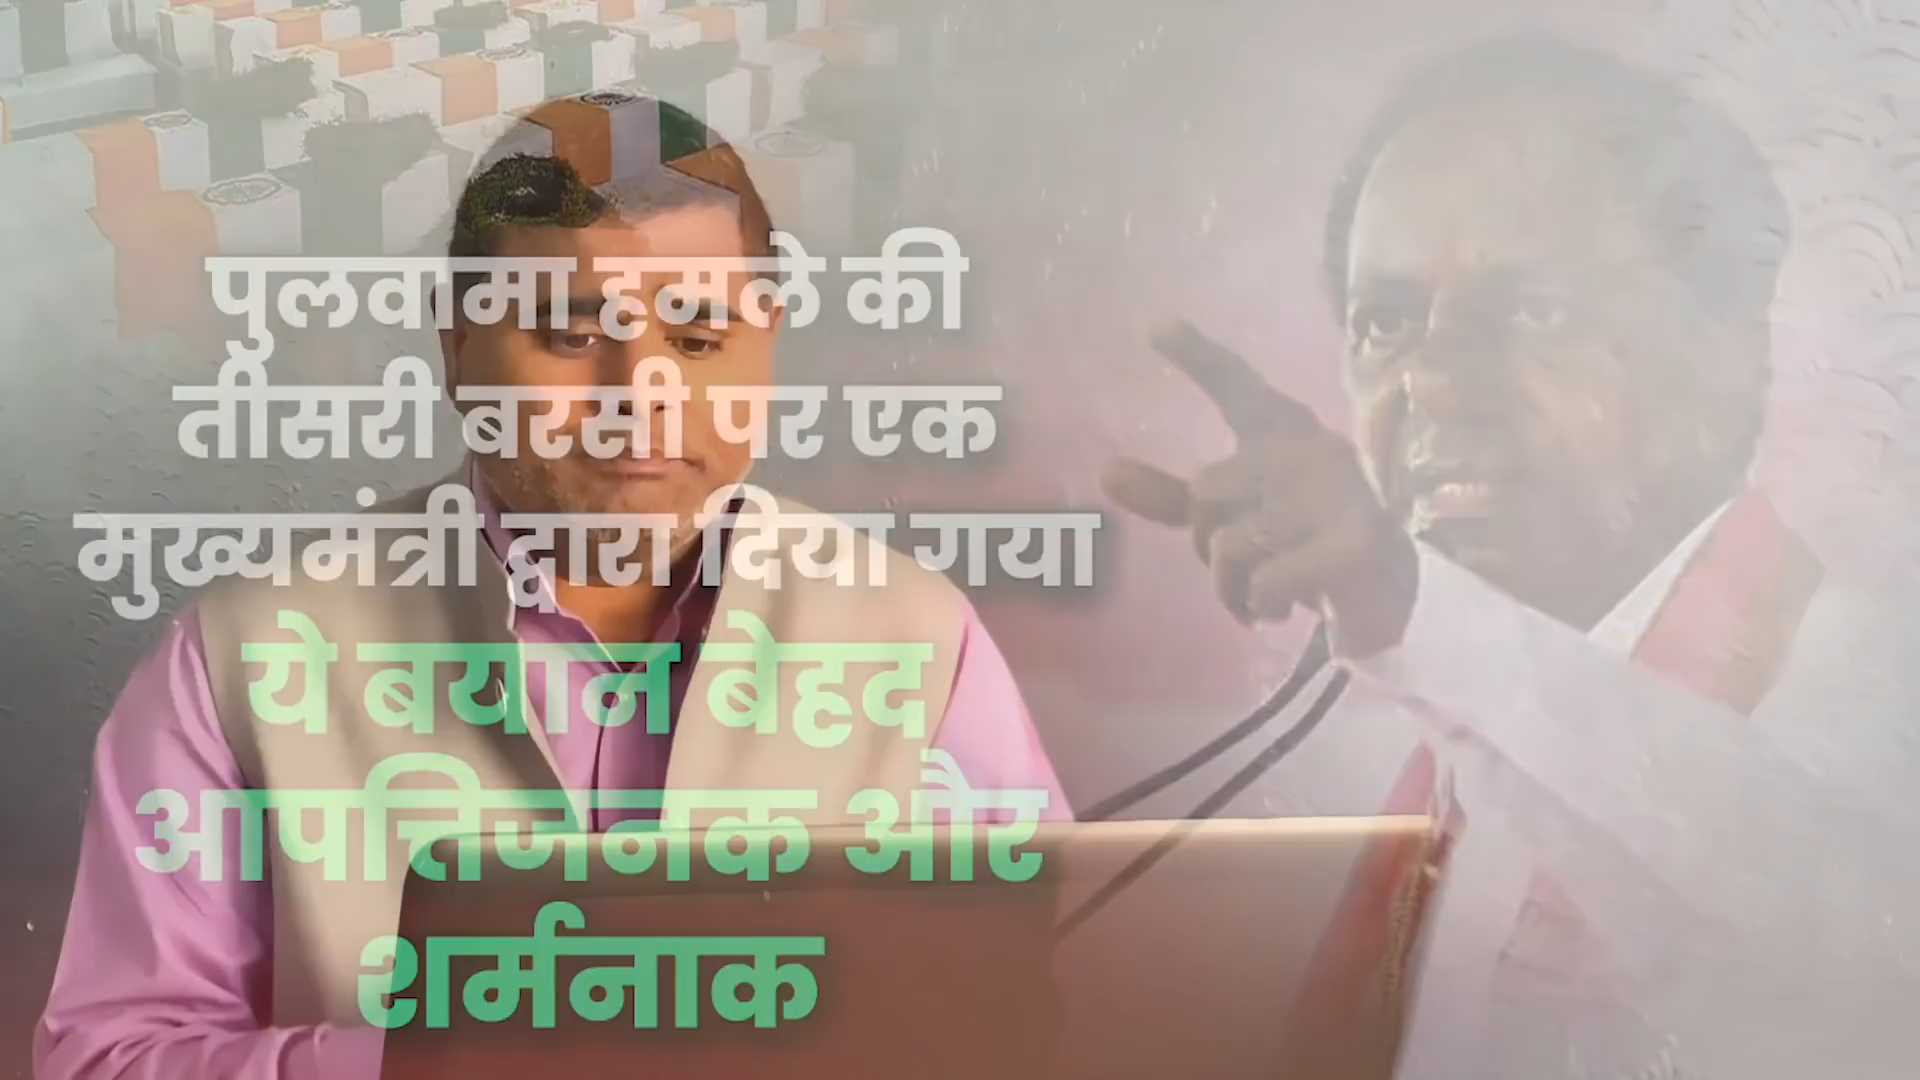 पुलवामा हमले की
तीसरी बरसी पर एक
मुख्यमंत्री द्वारा दिया गया
ये बयान बेहद
आपत्तिजनक और
शर्मनाक